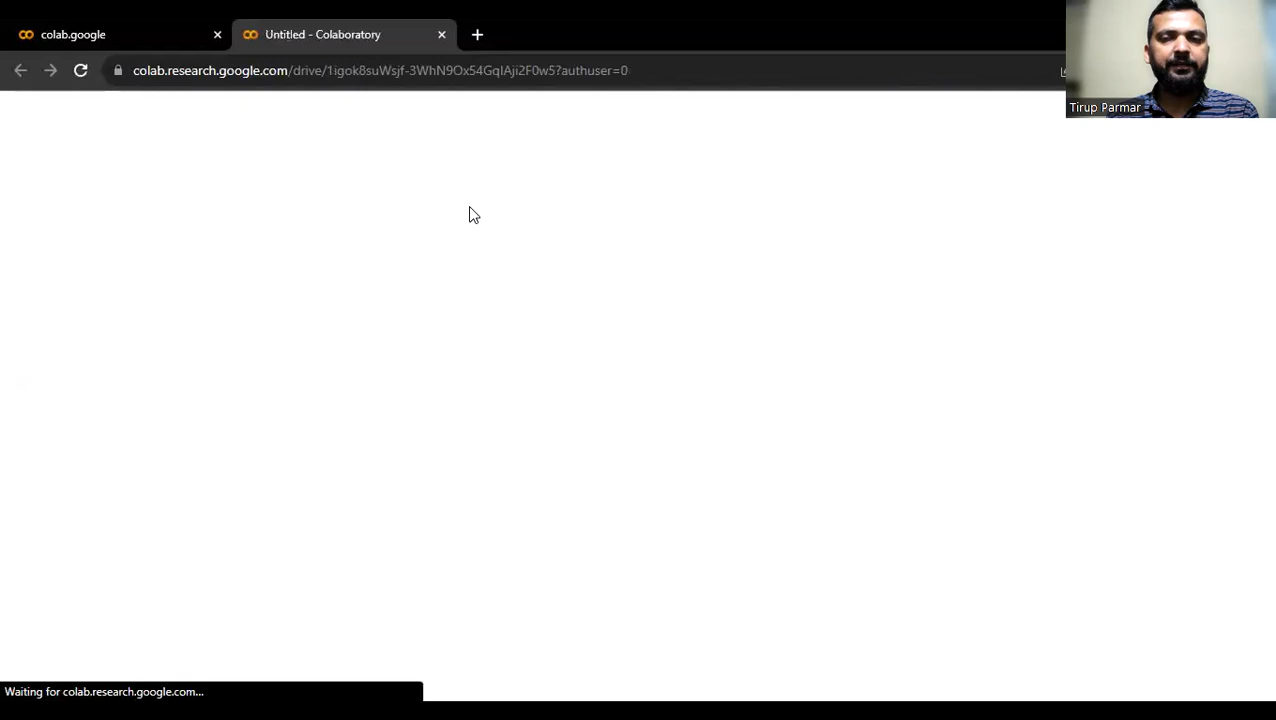 colab.google
Untitled - Colaboratory
colab.research.google.com/drive/1igok8suWsjf-3WhN9Ox54GqIAji2F0w5?authuser=0
Tirup Parmar
Waiting for colab.research.google.com...